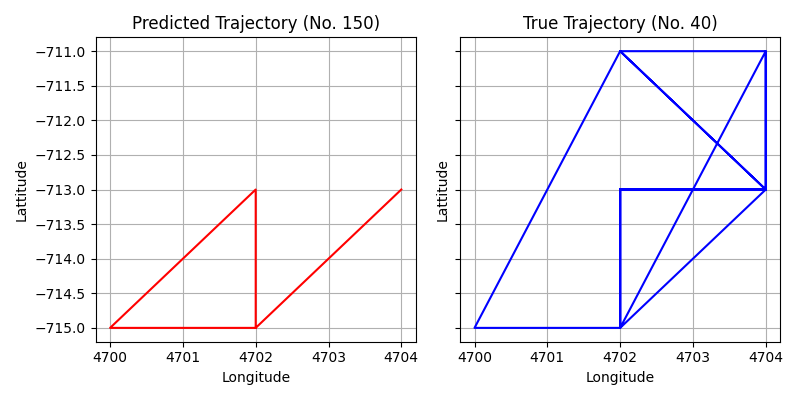 Predicted Trajectory (No. 150)
True Trajectory (No. 40)
Lattitude
−711.0
−711.5
−712.0
−712.5
−713.0
−713.5
−714.0
−714.5
−715.0
4700 4701 4702 4703 4704
Longitude
Lattitude
4700 4701 4702 4703 4704
Longitude